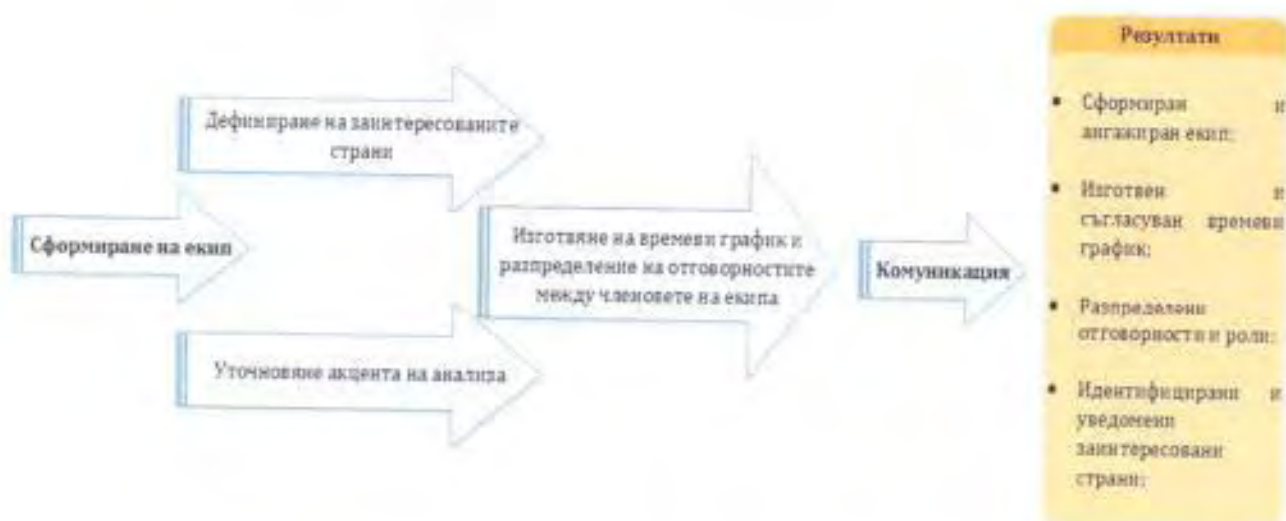 Сформиране на екип
Дефиниране на заинтересованите
страни
Уточновяне акцента на анализа
Изготвяне на времеви график и
разпределение на отговорностите
между членовете на екипа
Комуникация
Резултати
▪ Сформиран и
ангажиран екип;
▪ Изготвен и
съгласуван времеви
график;
▪ Разпределени
отговорности и роли;
▪ Идентифицирани и
уведомени
заинтересовани
страни;